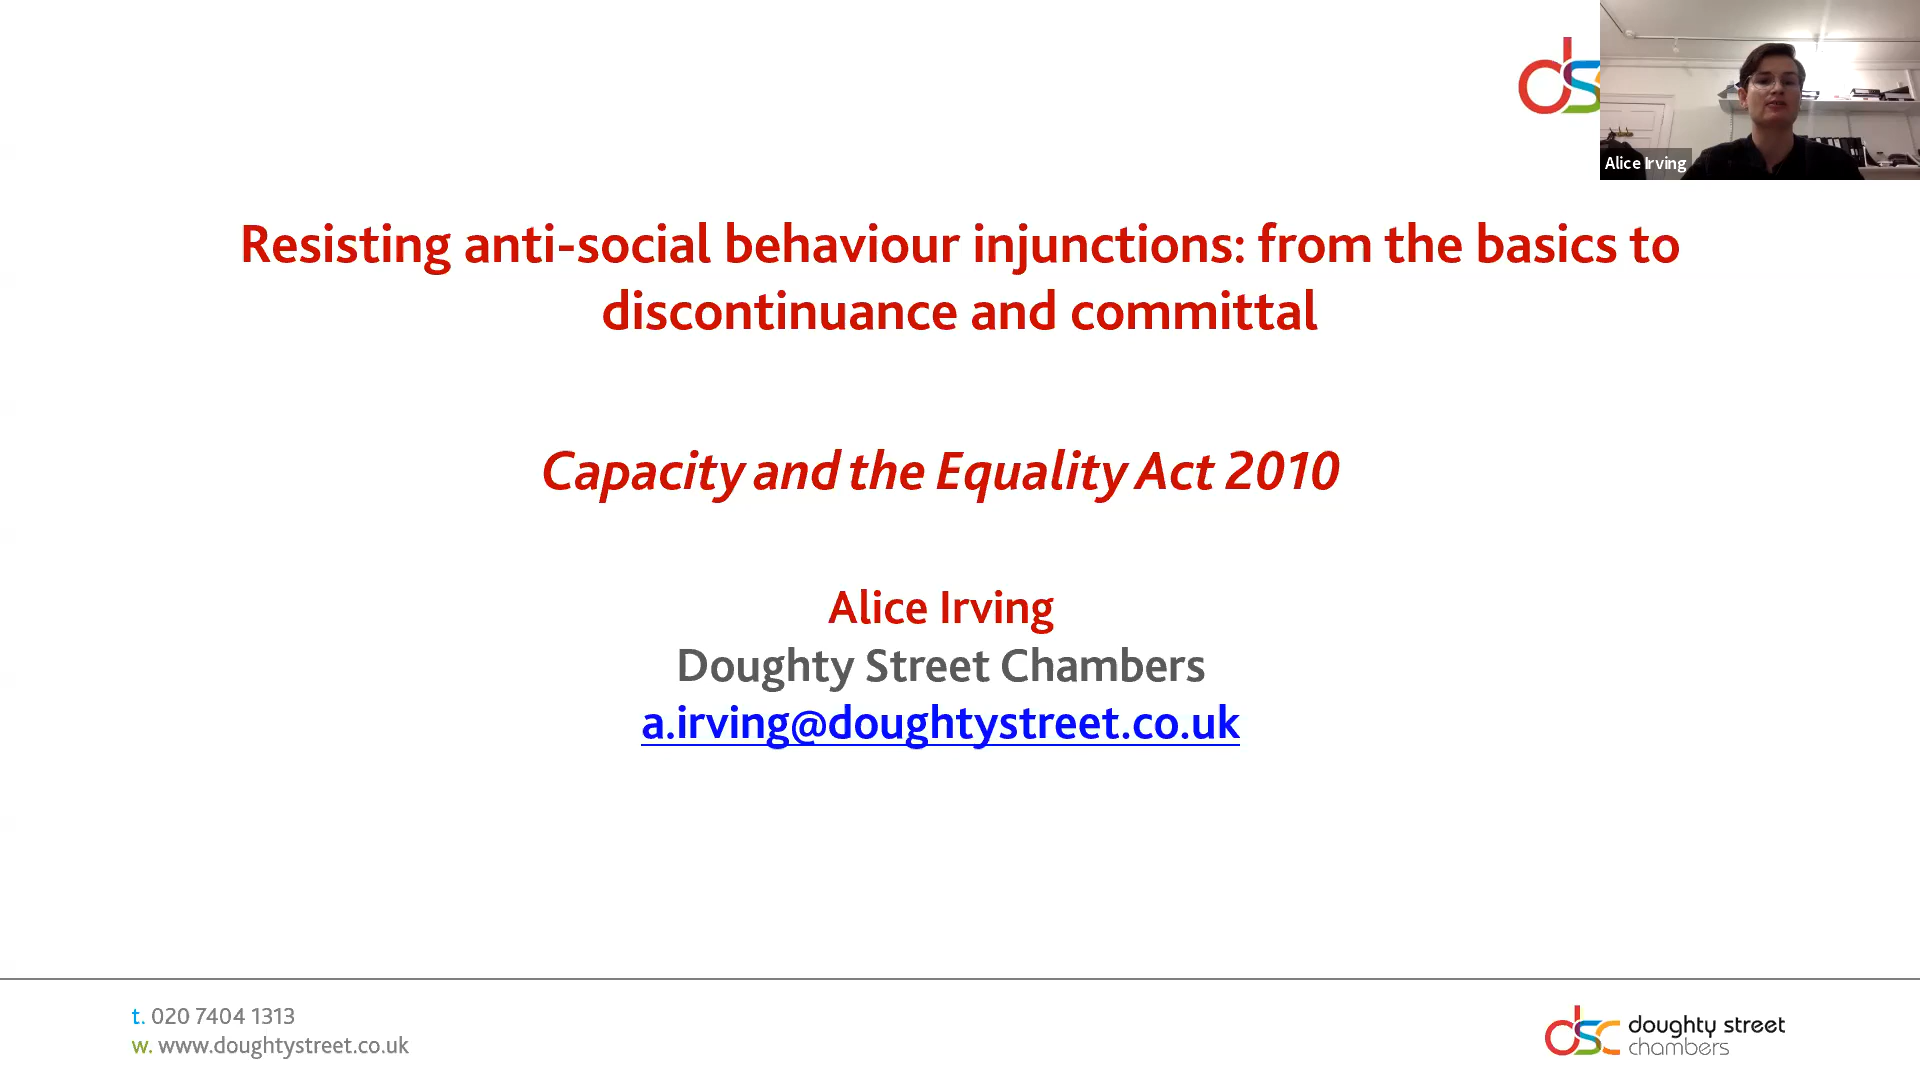 dsc
Alice Irving
Resisting anti-social behaviour injunctions: from the basics to
discontinuance and committal
Capacity and the Equality Act 2010
Alice Irving
Doughty Street Chambers
a.irving@doughtystreet.co.uk
t. 020 7404 1313
w. www.doughtystreet.co.uk
dsc doughty street
chambers